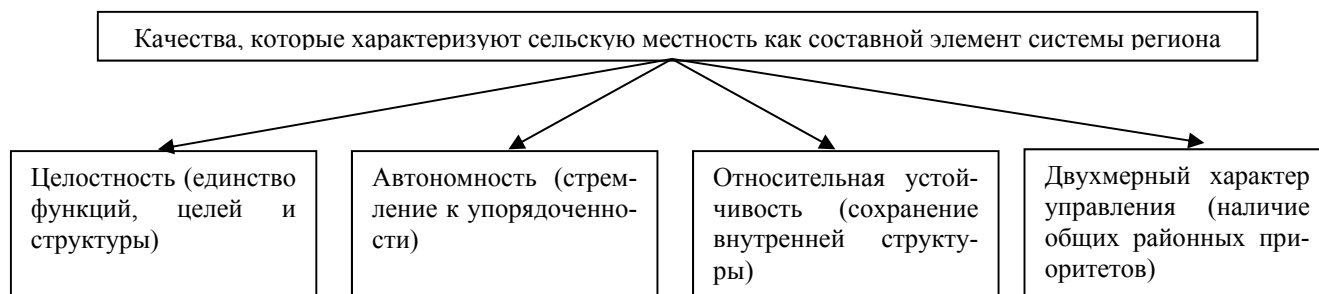 Качества, которые характеризуют сельскую местность как составной элемент системы региона
Целостность (единство
функций, целей и
структуры)
Автономность (стрем-
ление к упорядоченно-
сти)
Относительная устой-
чивость (сохранение
внутренней структу-
ры)
Двухмерный характер
управления (наличие
общих районных при-
оритетов)